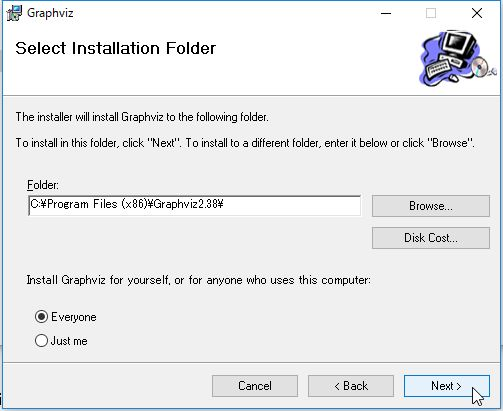 Graphviz
Select Installation Folder
The installer will install Graphviz to the following folder.
To install in this folder, click "Next". To install to a different folder, enter it below or click "Browse".
Folder:
C:¥Program Files (x86)¥Graphviz2.38¥
Browse...
Disk Cost...
Install Graphviz for yourself, or for anyone who uses this computer:
Everyone
Just me
Cancel
< Back
Next >